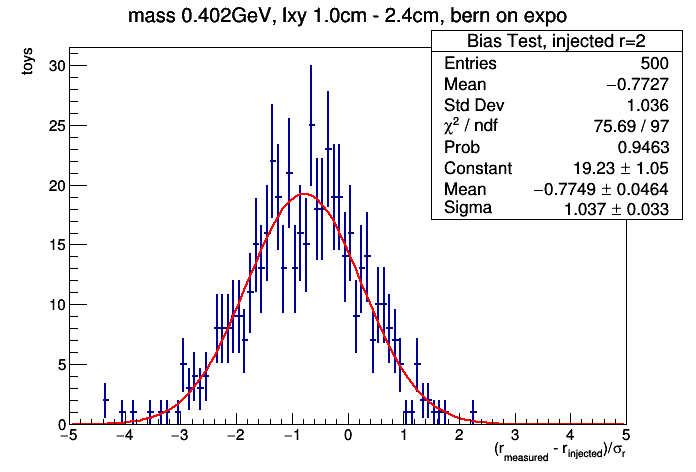 mass 0.402GeV, lxy 1.0cm - 2.4cm, bern on expo
toys
Bias Test, injected r=2
Entries 500
Mean −0.7727
Std Dev 1.036
χ² / ndf 75.69 / 97
Prob 0.9463
Constant 19.23 ± 1.05
Mean −0.7749 ± 0.0464
Sigma 1.037 ± 0.033
30
25
20
15
10
5
0
−5 −4 −3 −2 −1 0 1 2 3 4 5
(r_measured - r_injected)/σ_r